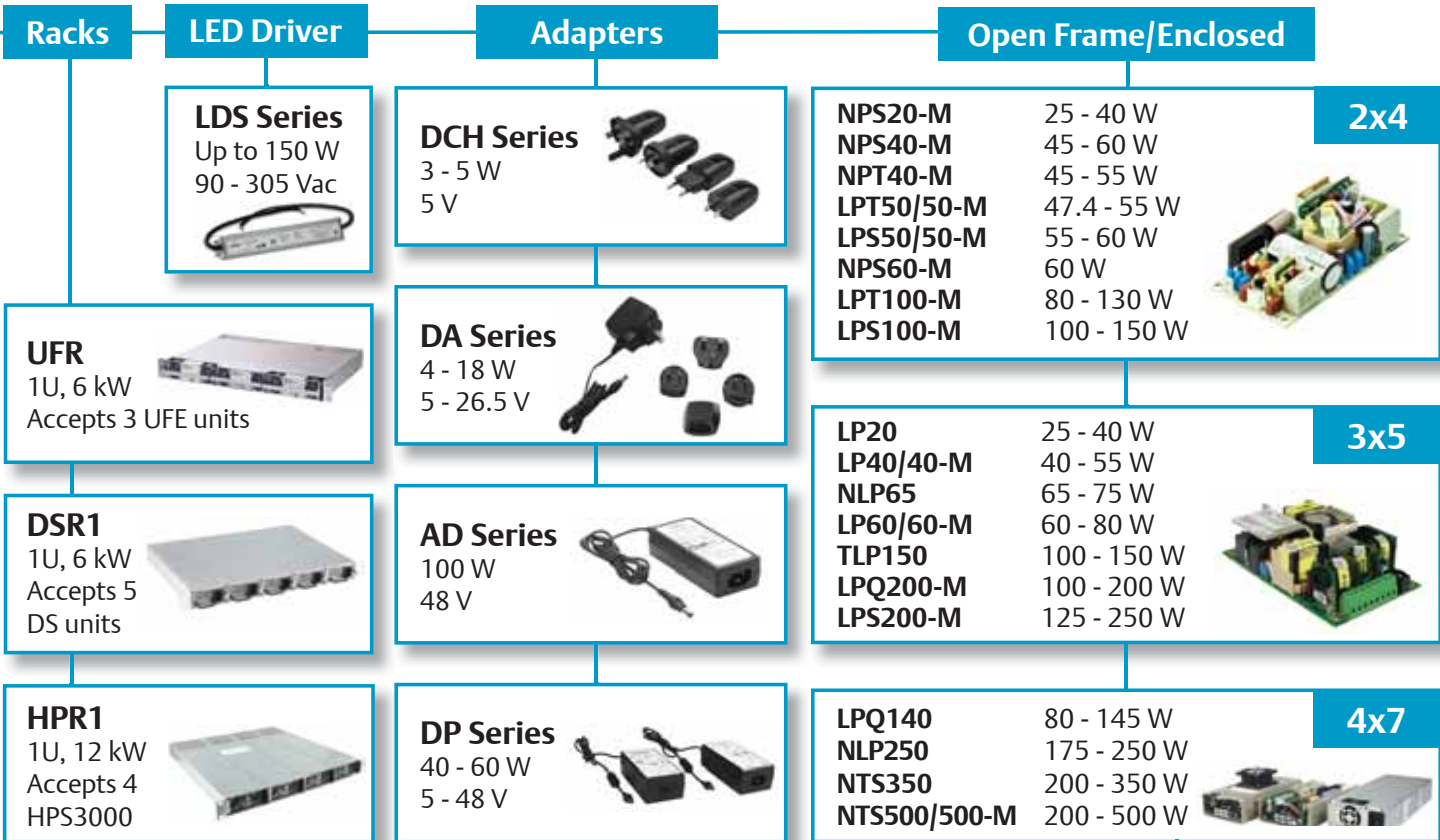 Racks
LED Driver
Adapters
Open Frame/Enclosed
LDS Series
Up to 150 W
90 - 305 Vac
UFR
1U, 6 kW
Accepts 3 UFE units
DSR1
1U, 6 kW
Accepts 5
DS units
HPR1
1U, 12 kW
Accepts 4
HPS3000
DCH Series
3 - 5 W
5 V
DA Series
4 - 18 W
5 - 26.5 V
AD Series
100 W
48 V
DP Series
40 - 60 W
5 - 48 V
2x4
NPS20-M 25 - 40 W
NPS40-M 45 - 60 W
NPT40-M 45 - 55 W
LPT50/50-M 47.4 - 55 W
LPS50/50-M 55 - 60 W
NPS60-M 60 W
LPT100-M 80 - 130 W
LPS100-M 100 - 150 W
3x5
LP20 25 - 40 W
LP40/40-M 40 - 55 W
NLP65 65 - 75 W
LP60/60-M 60 - 80 W
TLP150 100 - 150 W
LPQ200-M 100 - 200 W
LPS200-M 125 - 250 W
4x7
LPQ140 80 - 145 W
NLP250 175 - 250 W
NTS350 200 - 350 W
NTS500/500-M 200 - 500 W